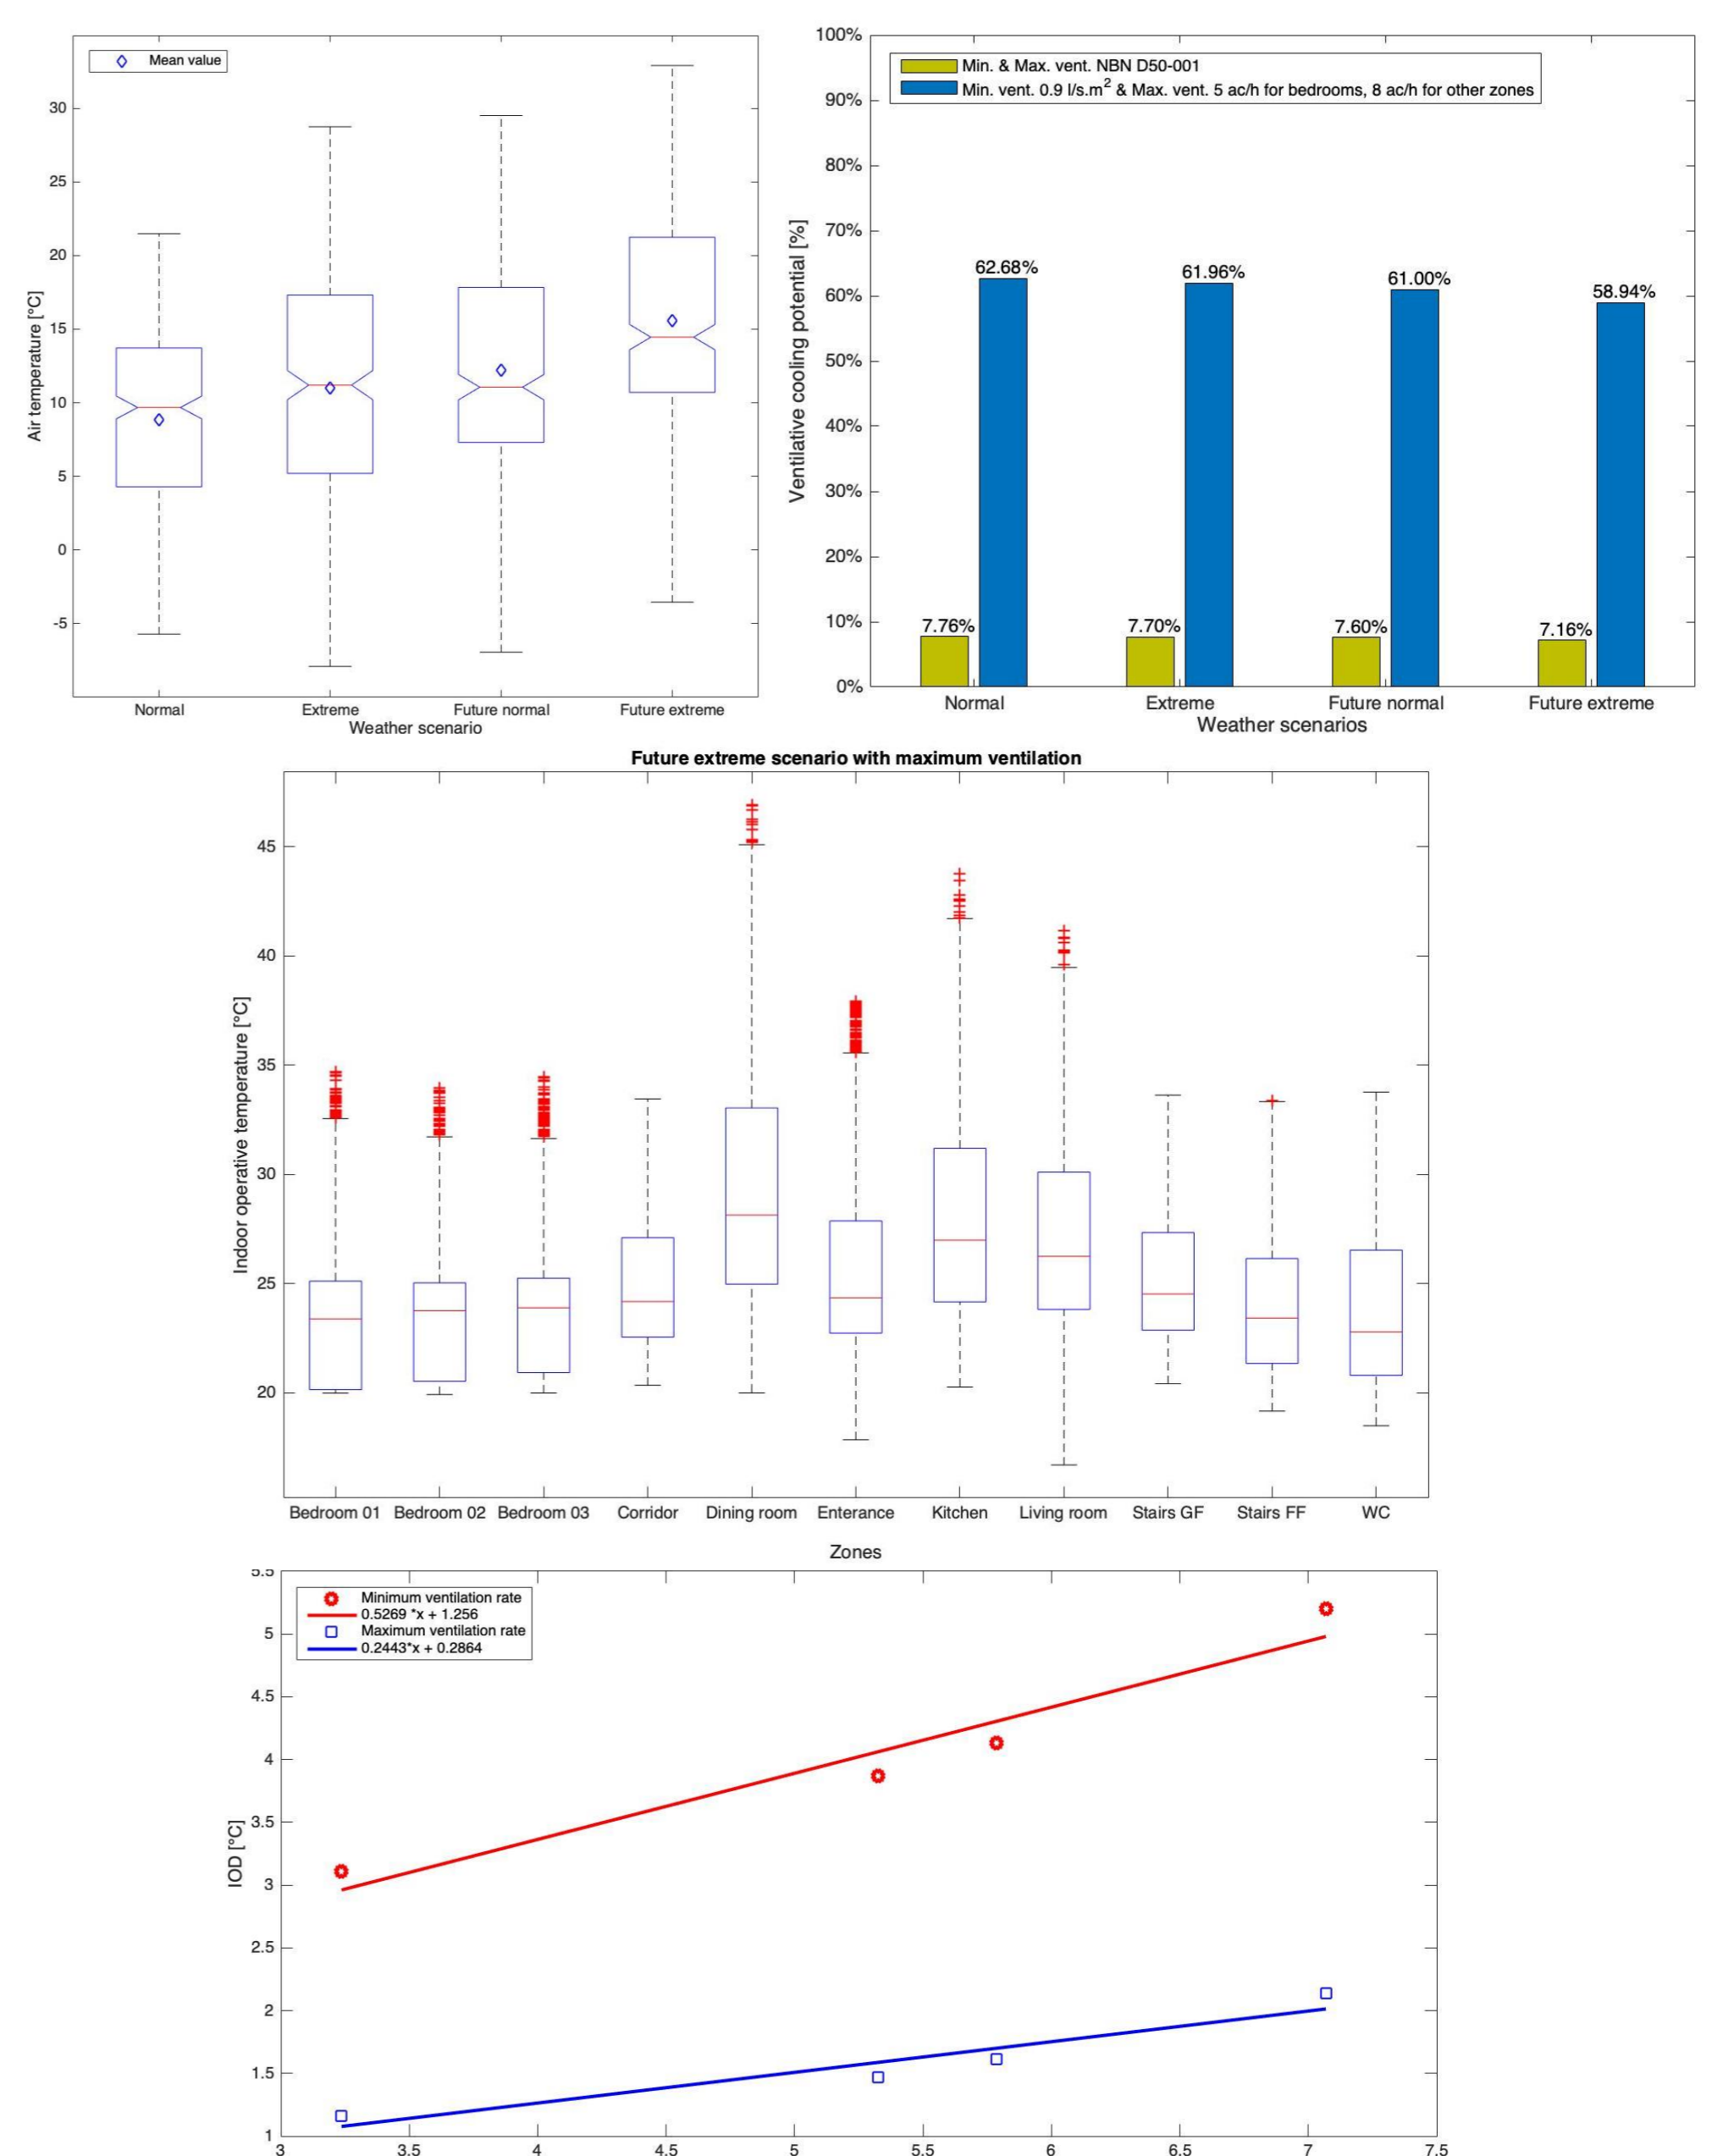 Mean value
30
25
20
15
10
5
0
-5
Air temperature [°C]
Normal Extreme Future normal Future extreme
Weather scenario
Min. & Max. vent. NBN D50-001
Min. vent. 0.9 l/s.m² & Max. vent. 5 ac/h for bedrooms, 8 ac/h for other zones
100%
90%
80%
70%
60%
50%
40%
30%
20%
10%
0%
Ventilative cooling potential [%]
62.68%
61.96%
61.00%
58.94%
7.76%
7.70%
7.60%
7.16%
Normal Extreme Future normal Future extreme
Weather scenarios
Future extreme scenario with maximum ventilation
45
40
35
30
25
20
Indoor operative temperature [°C]
Bedroom 01 Bedroom 02 Bedroom 03 Corridor Dining room Enterance Kitchen Living room Stairs GF Stairs FF WC
Zones
Minimum ventilation rate
0.5269 *x + 1.256
Maximum ventilation rate
0.2443*x + 0.2864
5.5
5
4.5
4
3.5
3
2.5
2
1.5
1
IOD [°C]
3 3.5 4 4.5 5 5.5 6 6.5 7 7.5